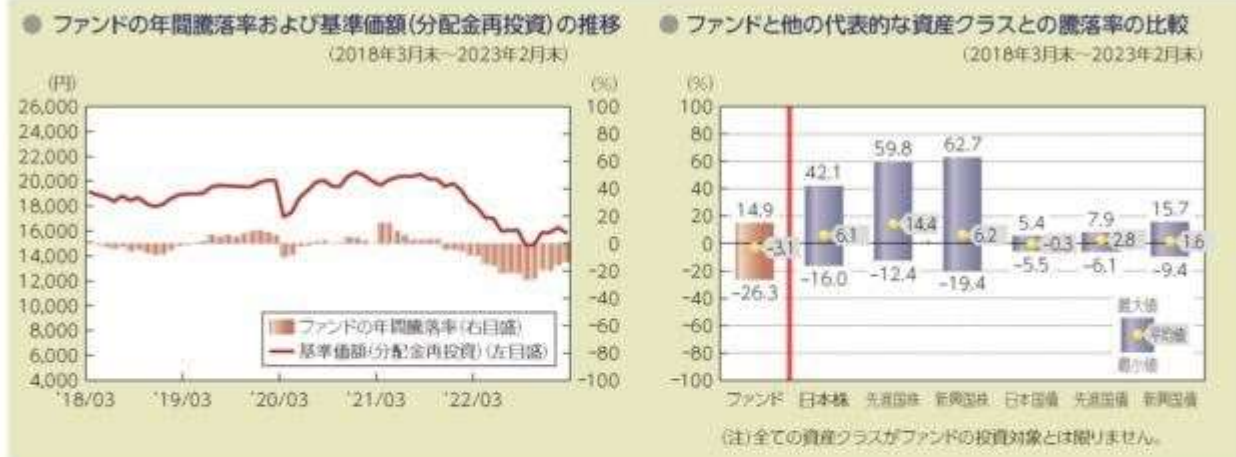 ● ファンドの年間騰落率および基準価額(分配金再投資)の推移
(2018年3月末~2023年2月末)
(円)
(%)
26,000
24,000
22,000
20,000
18,000
16,000
14,000
12,000
10,000
8,000
6,000
4,000
100
80
60
40
20
0
-20
-40
-60
-80
-100
ファンドの年間騰落率(右目盛)
基準価額(分配金再投資)(左目盛)
'18/03 '19/03 '20/03 '21/03 '22/03
● ファンドと他の代表的な資産クラスとの騰落率の比較
(2018年3月末~2023年2月末)
(%)
100
80
60
40
20
0
-20
-40
-60
-80
-100
14.9 42.1 59.8 62.7 5.4 7.9 15.7
-3.1 6.1 14.4 6.2 -0.3 2.8 1.6
-26.3 -16.0 -12.4 -19.4 -5.5 -6.1 -9.4
最大値
平均値
最小値
ファンド 日本株 先進国株 新興国株 日本国債 先進国債 新興国債
(注)全ての資産クラスがファンドの投資対象とは限りません。